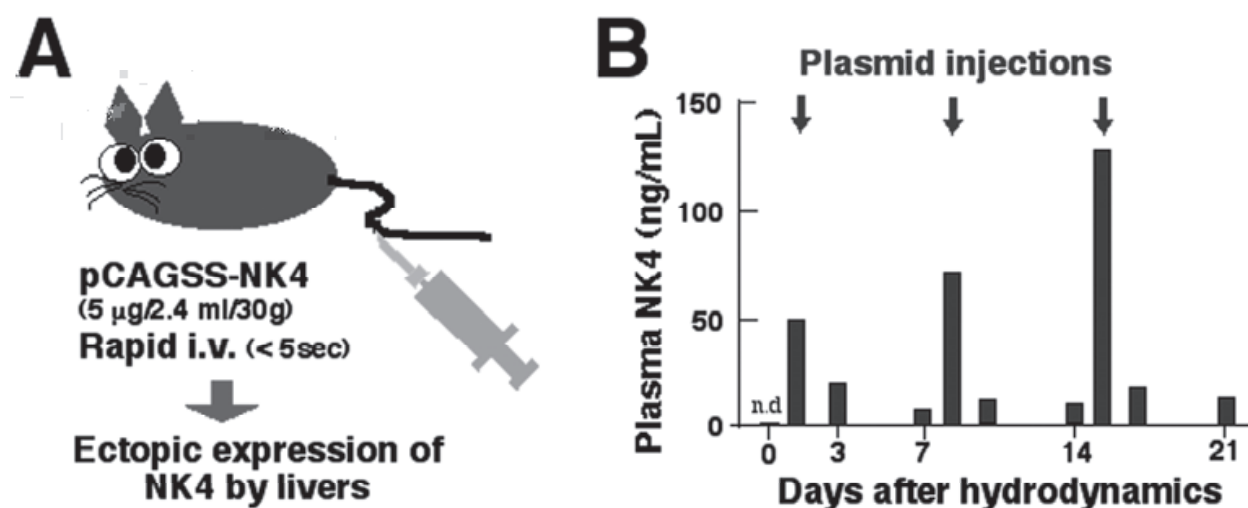 A
pCAGSS-NK4
(5 μg/2.4 ml/30g)
Rapid i.v. (< 5sec)
Ectopic expression of
NK4 by livers
B
Plasmid injections
Plasma NK4 (ng/mL)
150
100
50
0
n.d
0 3 7 14 21
Days after hydrodynamics